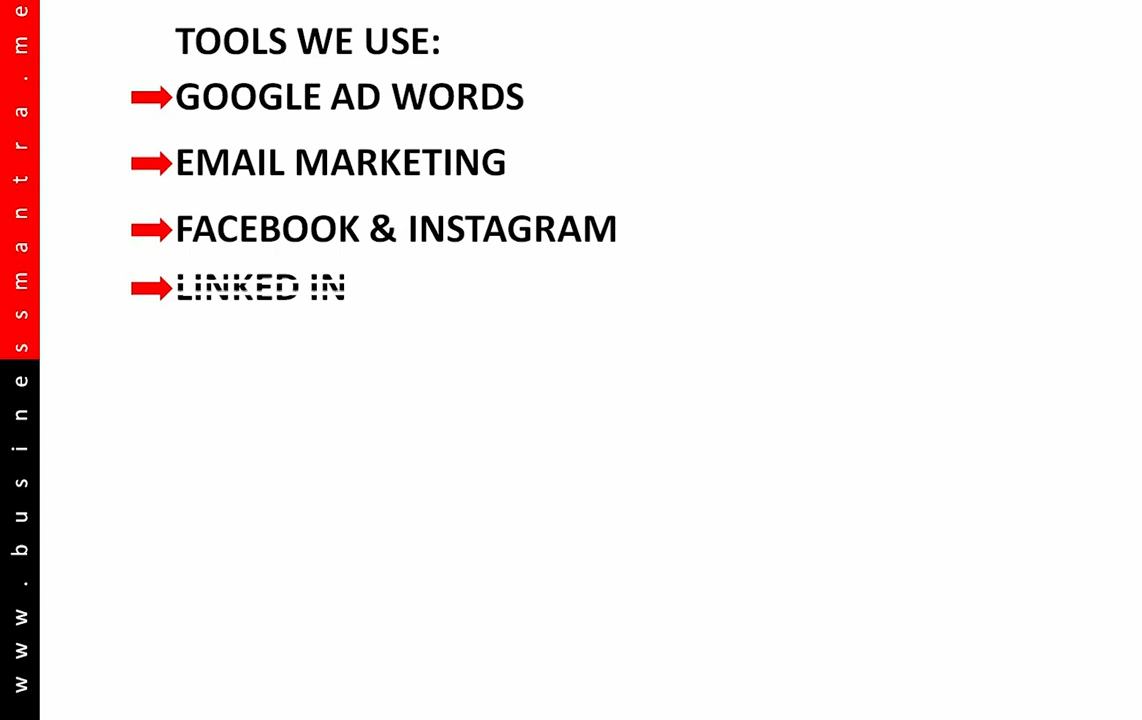 TOOLS WE USE:
GOOGLE AD WORDS
EMAIL MARKETING
FACEBOOK & INSTAGRAM
LINKED IN
www.businessmantra.me